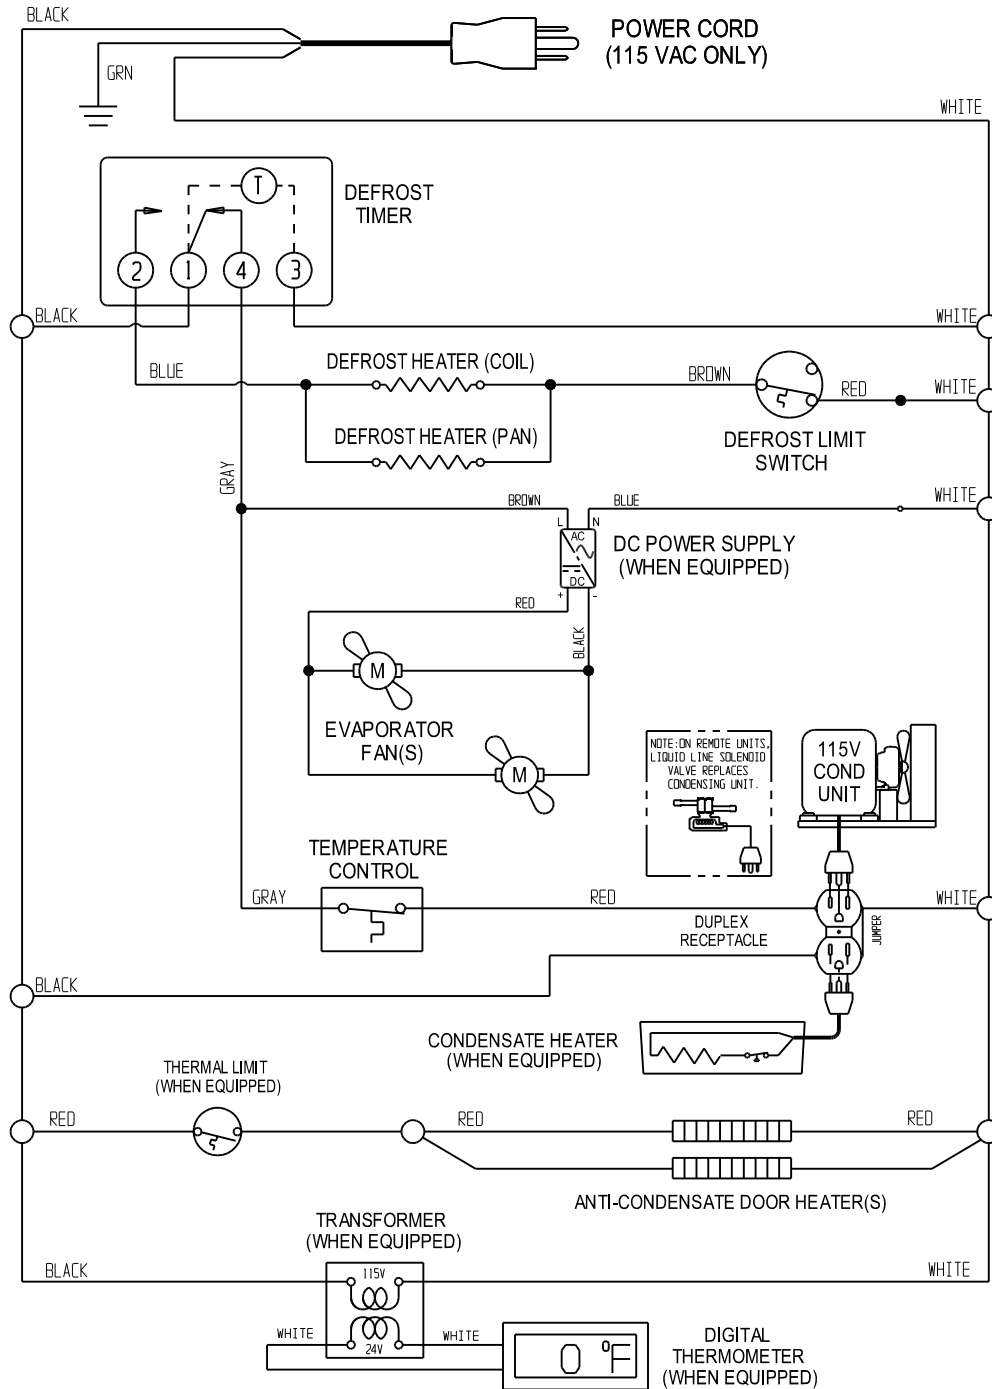 BLACK
POWER CORD
(115 VAC ONLY)
GRN
WHITE
T
DEFROST
TIMER
2
1
4
3
BLACK
WHITE
BLUE
DEFROST HEATER (COIL)
BROWN
RED
WHITE
DEFROST HEATER (PAN)
DEFROST LIMIT
SWITCH
GRAY
BROWN
L
N
BLUE
WHITE
AC
DC
+
-
DC POWER SUPPLY
(WHEN EQUIPPED)
RED
BLACK
M
EVAPORATOR
FAN(S)
M
NOTE:ON REMOTE UNITS,
LIQUID LINE SOLENOID
VALVE REPLACES
CONDENSING UNIT.
115V
COND
UNIT
TEMPERATURE
CONTROL
GRAY
RED
WHITE
DUPLEX
RECEPTACLE
JUMPER
BLACK
CONDENSATE HEATER
(WHEN EQUIPPED)
THERMAL LIMIT
(WHEN EQUIPPED)
RED
RED
RED
ANTI-CONDENSATE DOOR HEATER(S)
TRANSFORMER
(WHEN EQUIPPED)
BLACK
115V
WHITE
WHITE
24V
WHITE
0 °F
DIGITAL
THERMOMETER
(WHEN EQUIPPED)